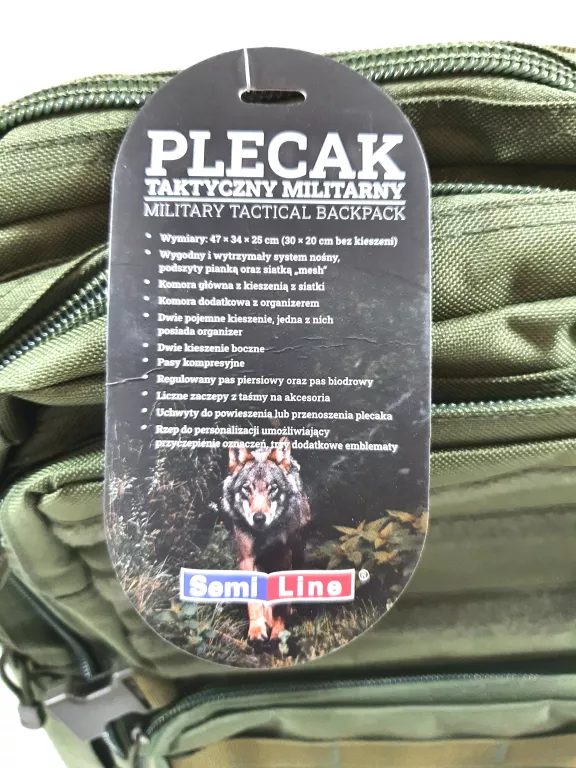 PLECAK
TAKTYCZNY MILITARNY
MILITARY TACTICAL BACKPACK
• Wymiary: 47 × 34 × 25 cm (30 × 20 cm bez kieszeni)
• Wygodny i wytrzymały system nośny,
podszyty pianką oraz siatką „mesh”
• Komora główna z kieszenią z siatki
• Komora dodatkowa z organizerem
• Dwie pojemne kieszenie, jedna z nich
posiada organizer
• Dwie kieszenie boczne
• Pasy kompresyjne
• Regulowany pas piersiowy oraz pas biodrowy
• Liczne zaczepy z taśmy na akcesoria
• Uchwyty do powieszenia lub przenoszenia plecaka
• Rzep do personalizacji umożliwiający
przyczepienie oznaczeń, trzy dodatkowe emblematy
Semi Line ®